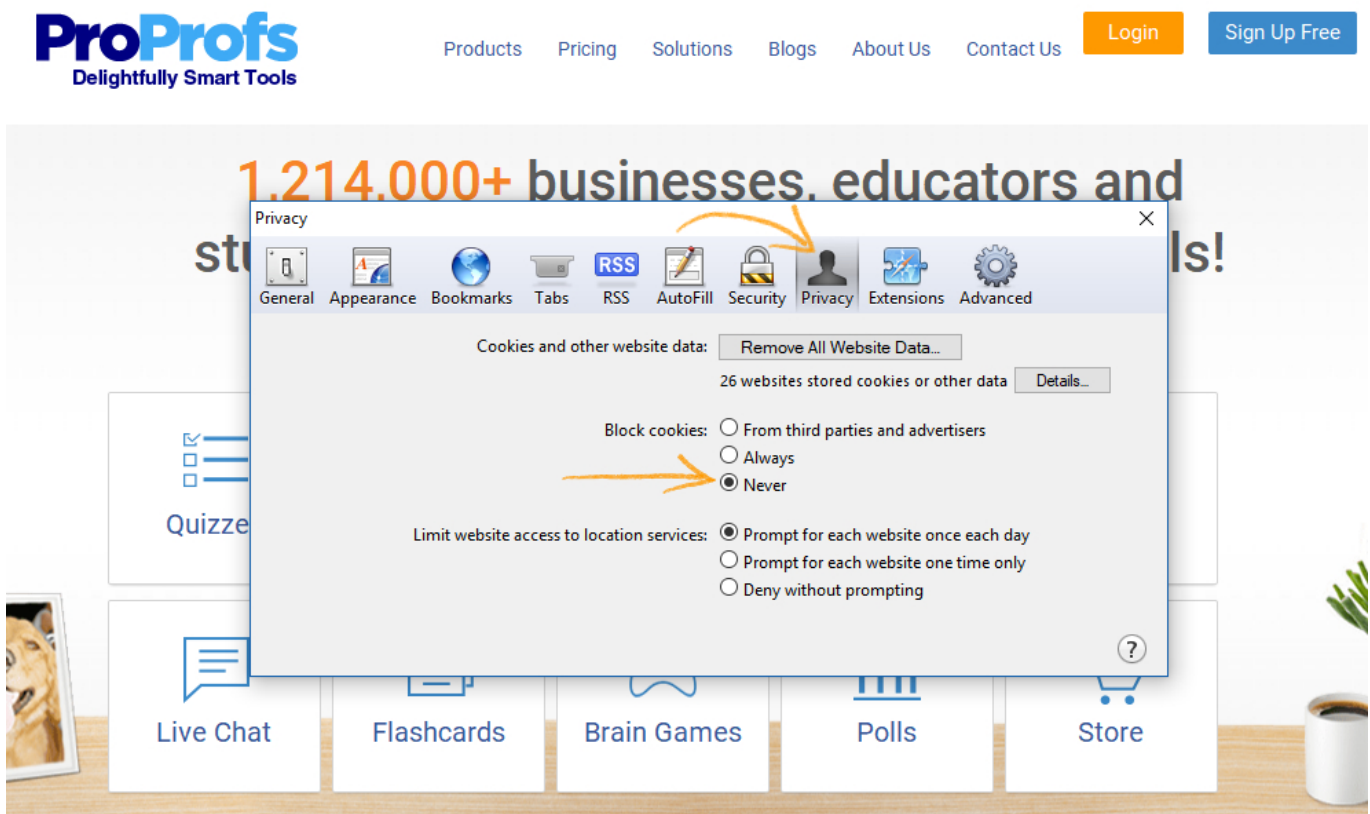 ProProfs
Delightfully Smart Tools
Products Pricing Solutions Blogs About Us Contact Us Login Sign Up Free
1,214,000+ businesses, educators and
Privacy
General Appearance Bookmarks Tabs RSS AutoFill Security Privacy Extensions Advanced
RSS
Cookies and other website data: Remove All Website Data...
26 websites stored cookies or other data Details...
Block cookies: From third parties and advertisers
Always
Never
Limit website access to location services: Prompt for each website once each day
Prompt for each website one time only
Deny without prompting
?
Live Chat Flashcards Brain Games Polls Store